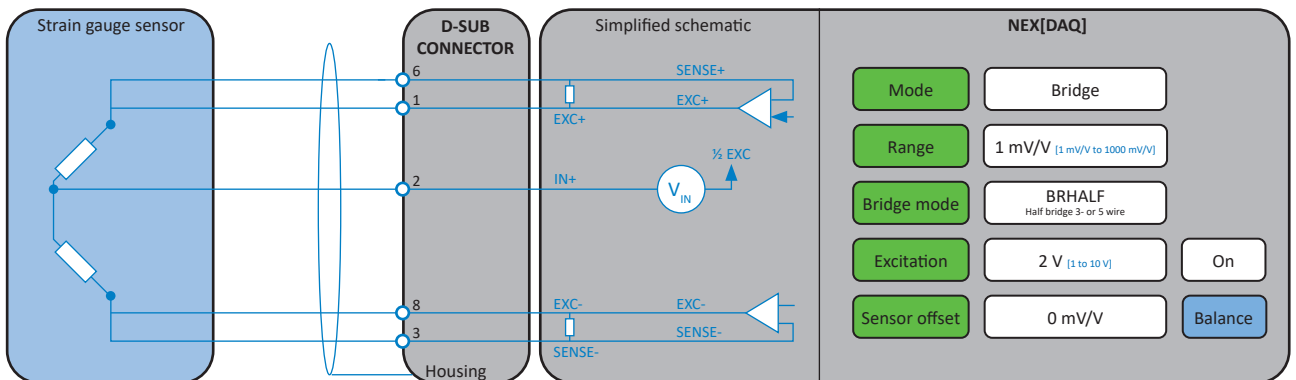 Strain gauge sensor
D-SUB
CONNECTOR
Simplified schematic
NEX[DAQ]
6
SENSE+
1
EXC+
EXC+
2
IN+
V_IN
½ EXC
8
EXC-
EXC-
3
SENSE-
SENSE-
Housing
Mode
Bridge
Range
1 mV/V [1 mV/V to 1000 mV/V]
Bridge mode
BRHALF
Half bridge 3- or 5 wire
Excitation
2 V [1 to 10 V]
On
Sensor offset
0 mV/V
Balance